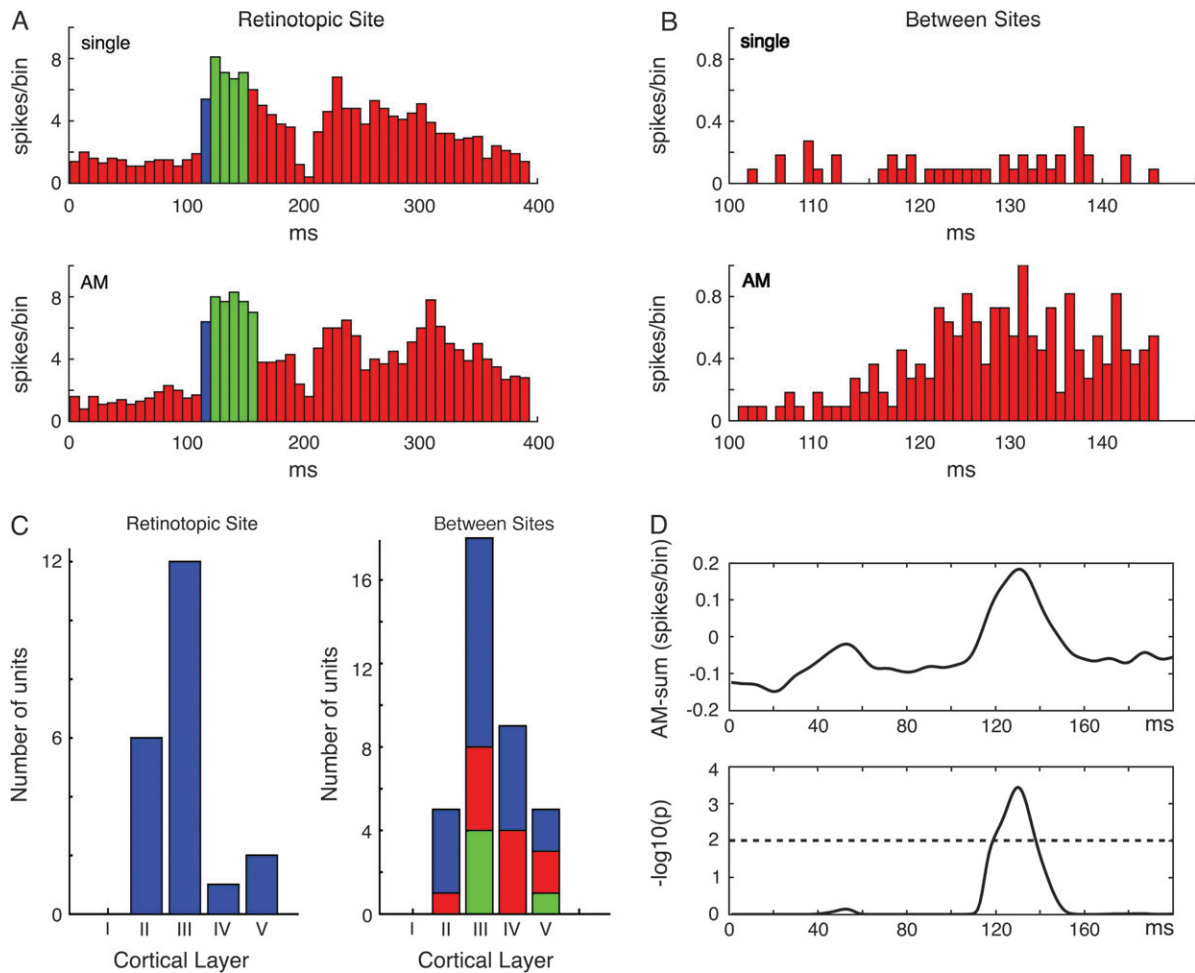 A
Retinotopic Site
single
spikes/bin
8
4
0
0 100 200 300 400
ms
AM
spikes/bin
8
4
0
0 100 200 300 400
ms
B
Between Sites
single
spikes/bin
0.8
0.4
0
100 110 120 130 140
ms
AM
spikes/bin
0.8
0.4
0
100 110 120 130 140
ms
C
Retinotopic Site
Number of units
12
6
0
I II III IV V
Cortical Layer
Between Sites
Number of units
16
12
8
4
0
I II III IV V
Cortical Layer
D
AM-sum (spikes/bin)
0.2
0.1
0
-0.1
-0.2
0 40 80 120 160 ms
-log10(p)
4
3
2
1
0
0 40 80 120 160 ms